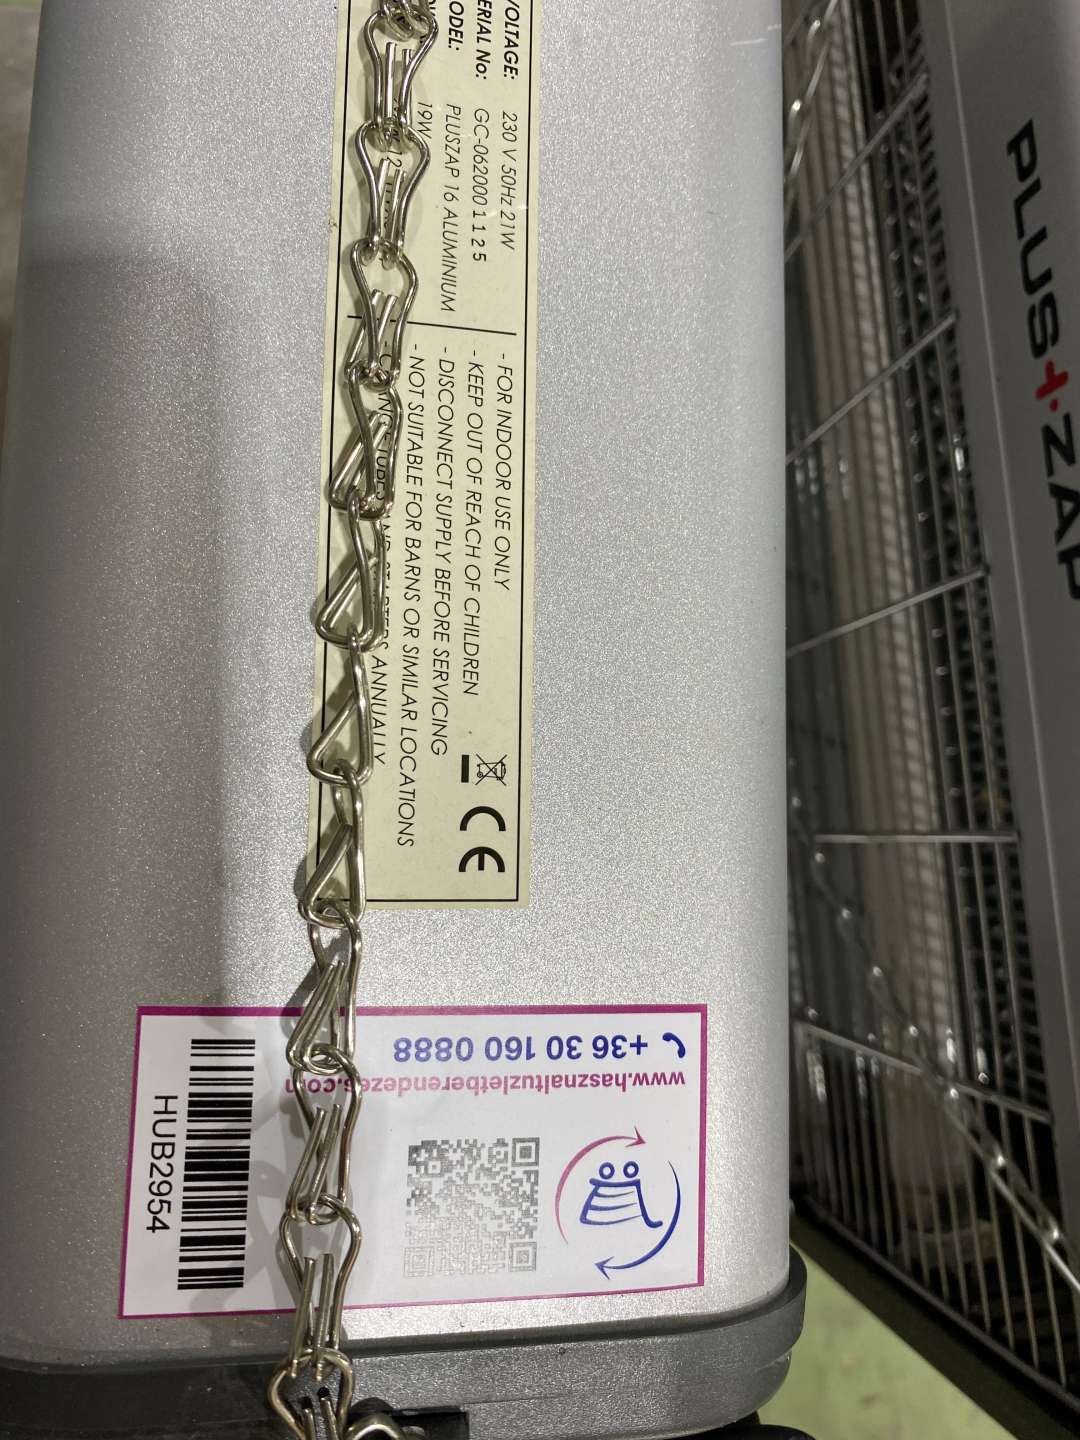 VOLTAGE: 230 V 50Hz 21W
ERIAL No: GC-062000 1 1 2 5
ODEL: PLUSZAP 16 ALUMINIUM
19W
- FOR INDOOR USE ONLY
- KEEP OUT OF REACH OF CHILDREN
- DISCONNECT SUPPLY BEFORE SERVICING
- NOT SUITABLE FOR BARNS OR SIMILAR LOCATIONS
ANNUALLY
CE
PLUS+ZAP
+36 30 160 0888
www.hasznaltuzletberendezes.com
HUB2954